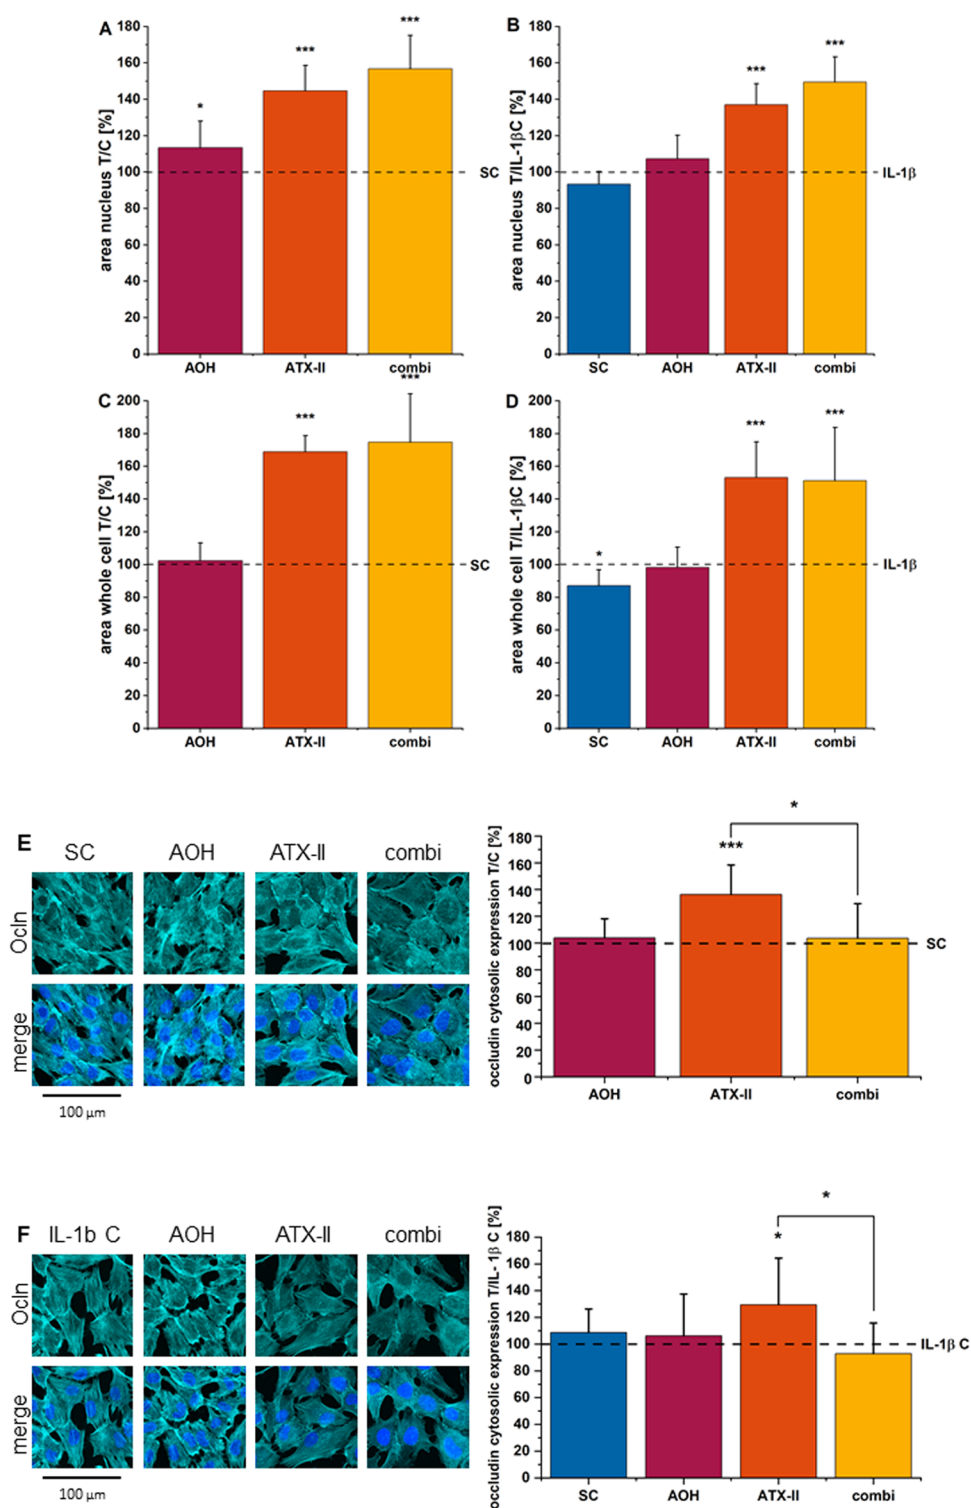 A
area nucleus T/C [%]
180
160
140
120
100
80
60
40
20
0
*
***
***
SC
AOH
ATX-II
combi
B
area nucleus T/IL-1βC [%]
180
160
140
120
100
80
60
40
20
0
***
***
IL-1β
SC
AOH
ATX-II
combi
C
area whole cell T/C [%]
200
180
160
140
120
100
80
60
40
20
0
***
***
SC
AOH
ATX-II
combi
D
area whole cell T/IL-1βC [%]
200
180
160
140
120
100
80
60
40
20
0
*
***
***
IL-1β
SC
AOH
ATX-II
combi
E
SC
AOH
ATX-II
combi
Ocln
merge
100 µm
occludin cytosolic expression T/C [%]
180
160
140
120
100
80
60
40
20
0
***
*
SC
AOH
ATX-II
combi
F
IL-1b C
AOH
ATX-II
combi
Ocln
merge
100 µm
occludin cytosolic expression T/IL- 1β C [%]
180
160
140
120
100
80
60
40
20
0
*
*
IL-1β C
SC
AOH
ATX-II
combi